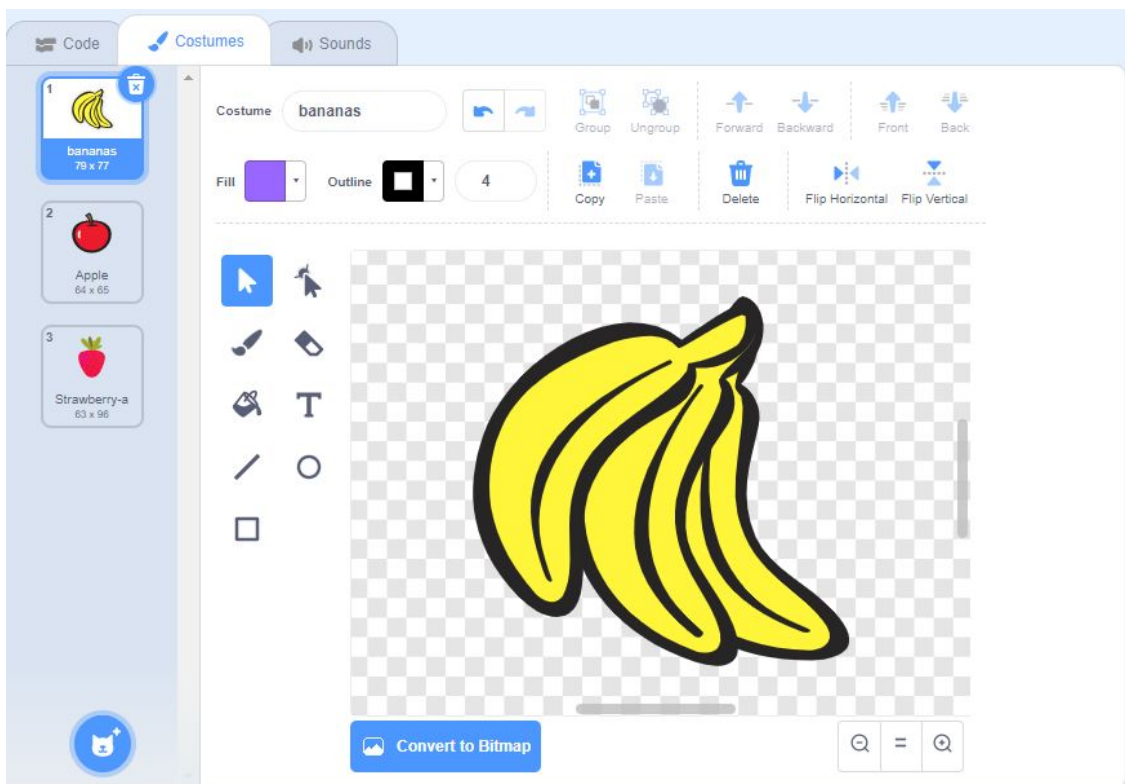 Code
Costumes
Sounds
1
bananas
79 x 77
2
Apple
64 x 65
3
Strawberry-a
63 x 96
Costume
bananas
Group
Ungroup
Forward
Backward
Front
Back
Fill
Outline
4
Copy
Paste
Delete
Flip Horizontal
Flip Vertical
T
Convert to Bitmap